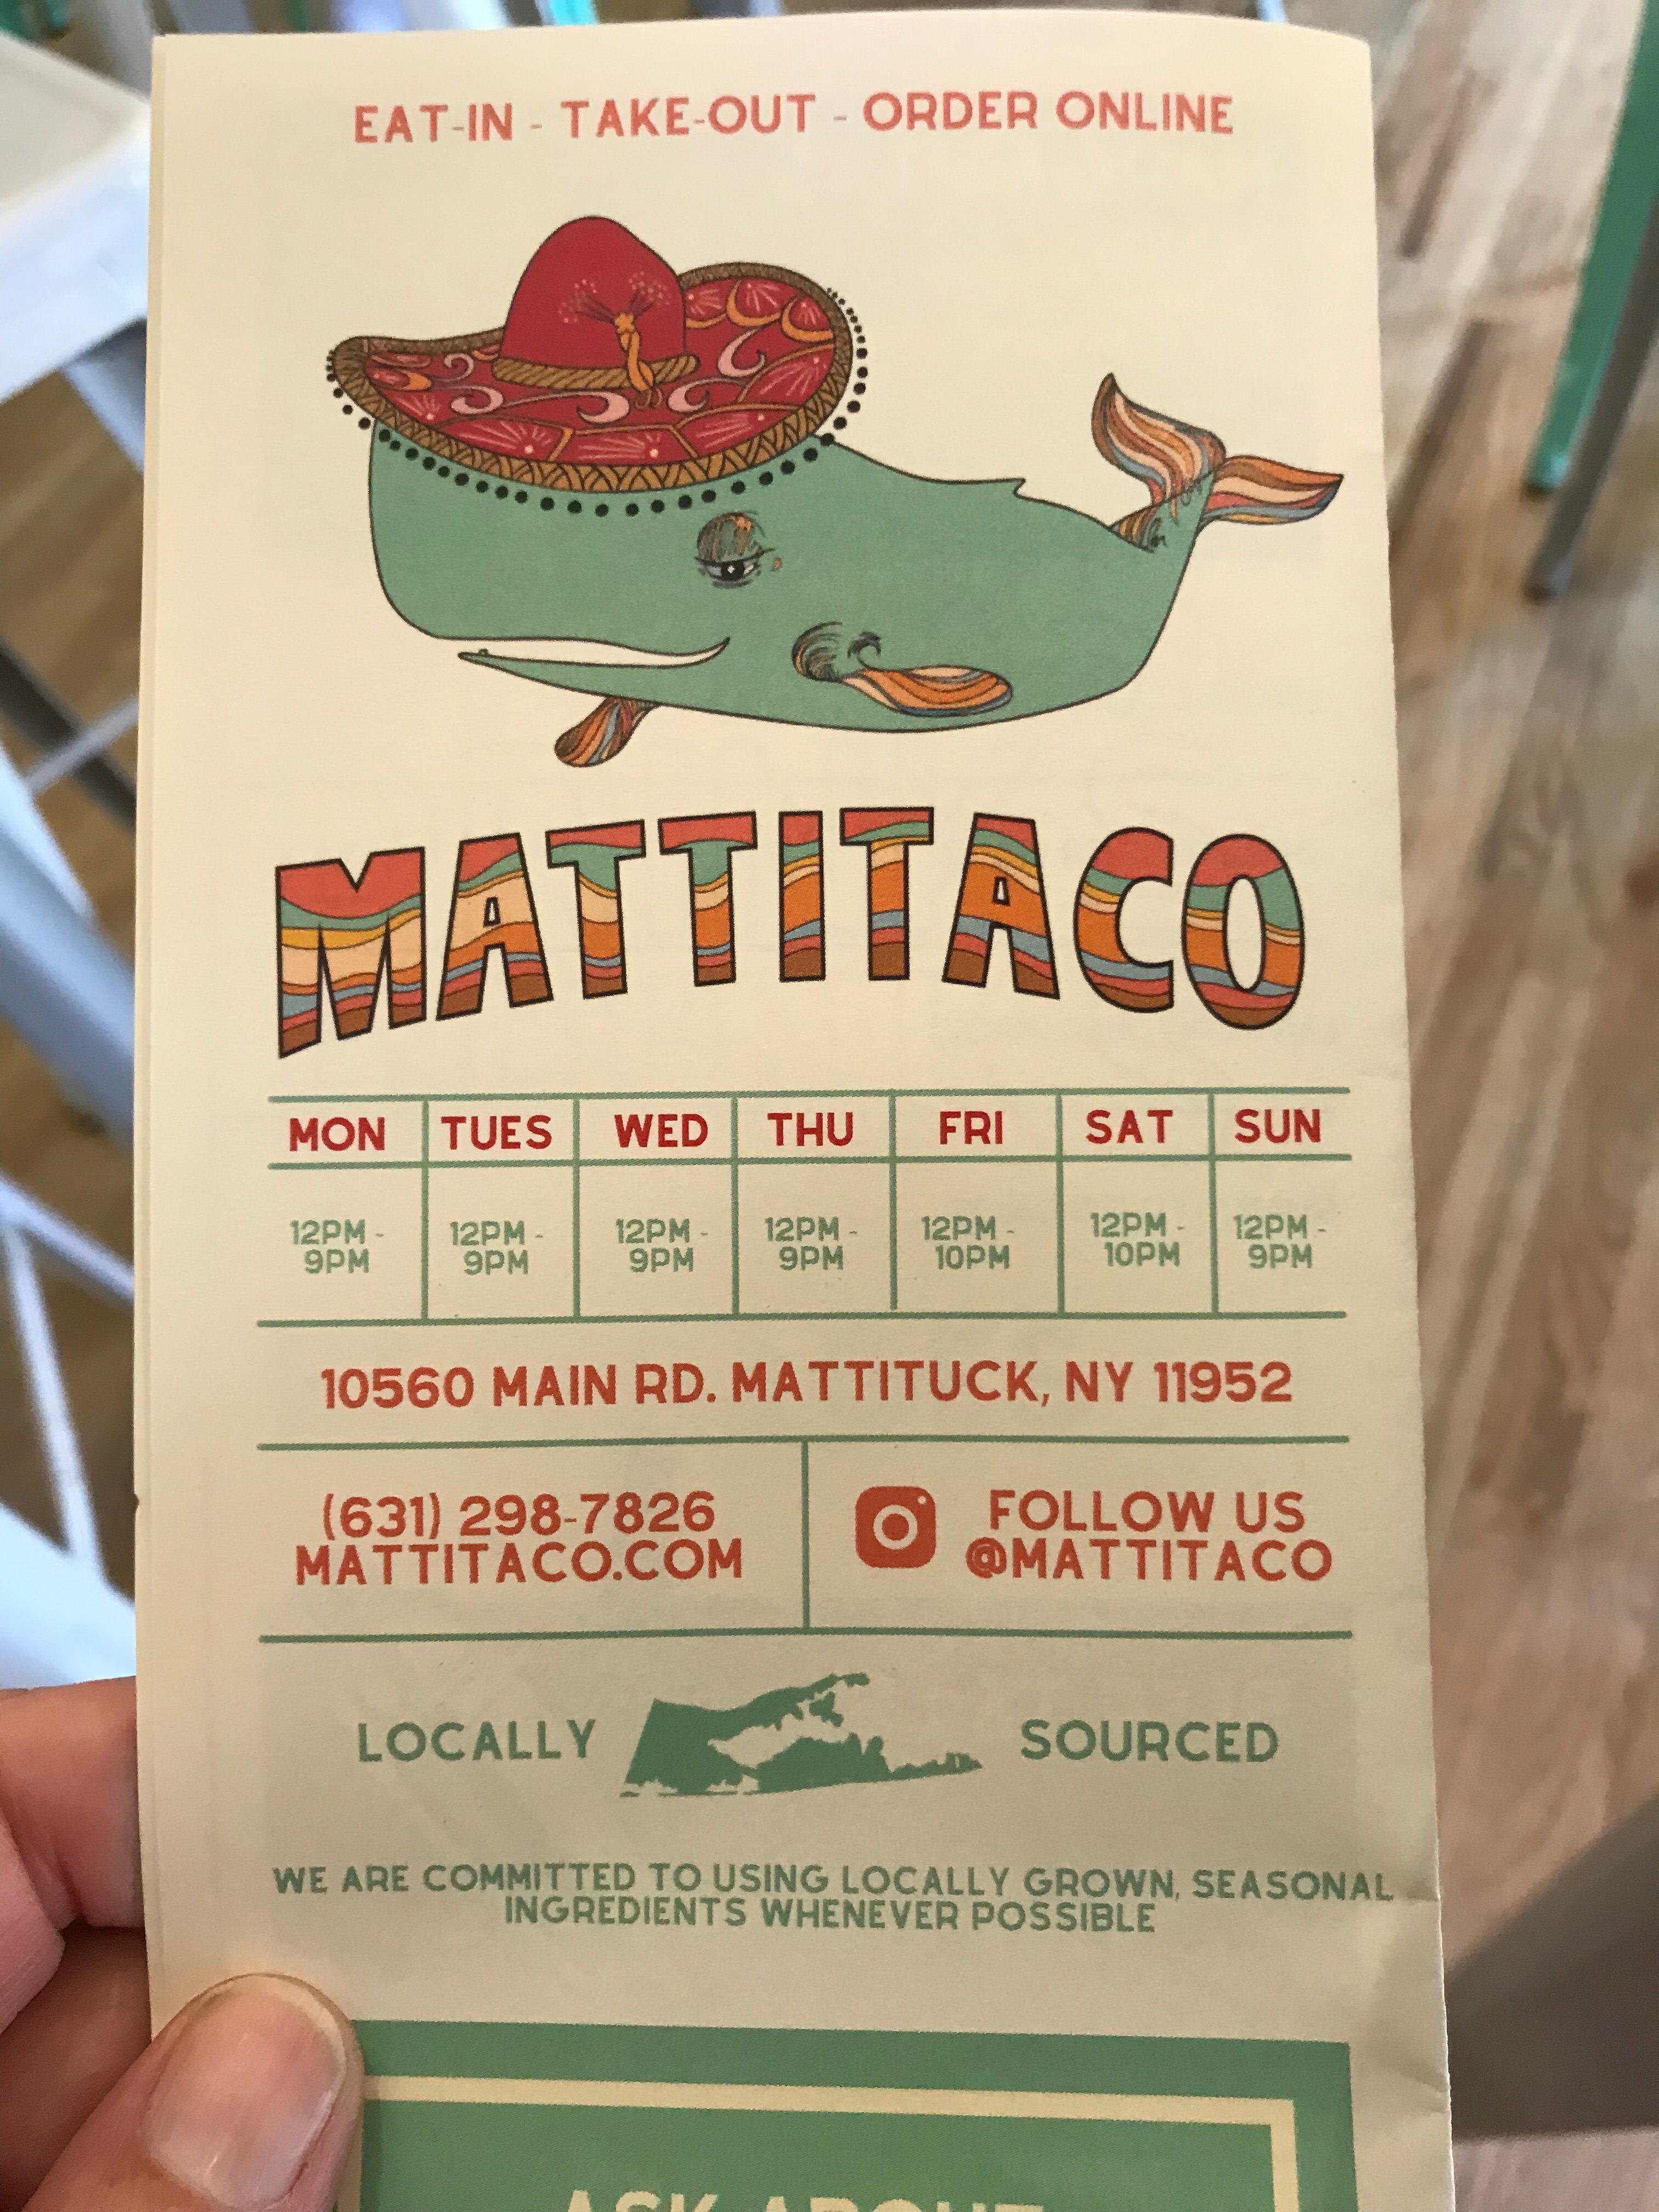 EAT-IN - TAKE-OUT - ORDER ONLINE
MATTITACO
MON TUES WED THU FRI SAT SUN
12PM - 12PM - 12PM - 12PM - 12PM - 12PM - 12PM -
9PM 9PM 9PM 9PM 10PM 10PM 9PM
10560 MAIN RD. MATTITUCK, NY 11952
(631) 298-7826
MATTITACO.COM
FOLLOW US
@MATTITACO
LOCALLY SOURCED
WE ARE COMMITTED TO USING LOCALLY GROWN, SEASONAL
INGREDIENTS WHENEVER POSSIBLE
ASK ABOUT